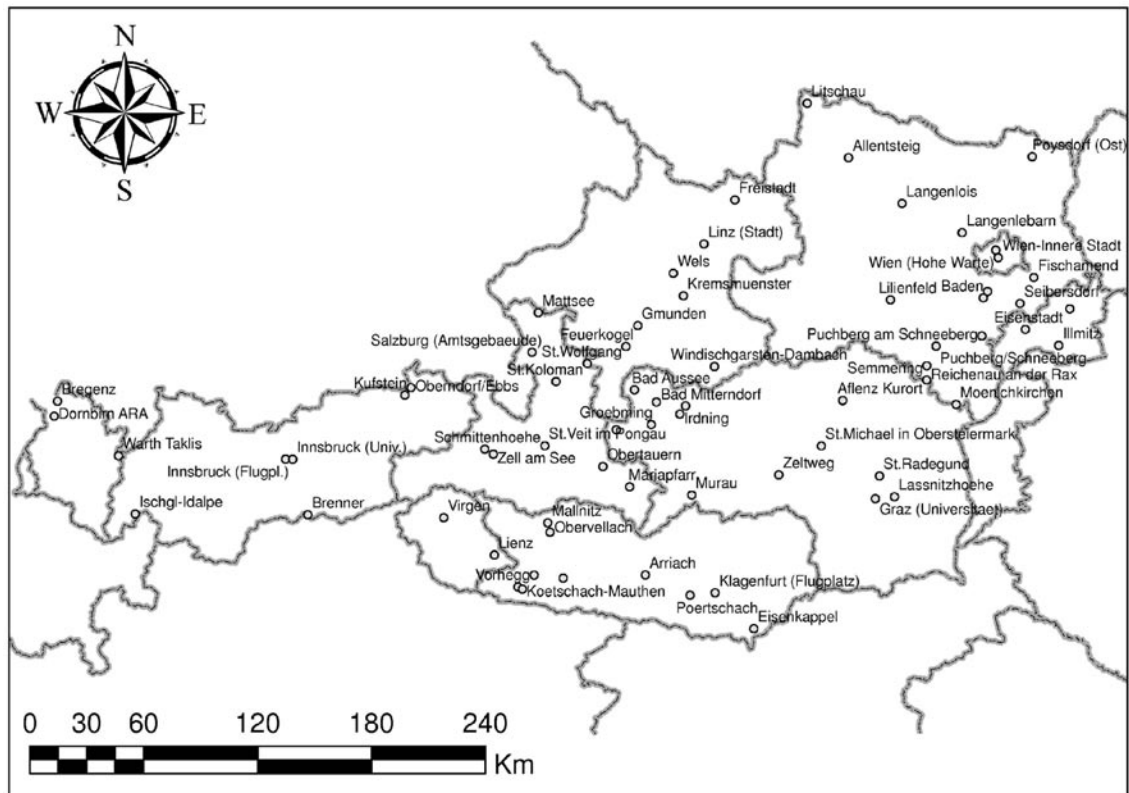 N
W E
S
Litschau
Allentsteig
Poysdorf (Ost)
Freistadt
Langenlois
Langenlebarn
Linz (Stadt)
Wien-Innere Stadt
Wien (Hohe Warte)
Fischamend
Wels
Kremsmuenster
Lilienfeld
Baden
Seibersdorf
Mattsee
Gmunden
Eisenstadt
Salzburg (Amtsgebaeude)
Feuerkogel
Puchberg am Schneeberg
Illmitz
St.Wolfgang
Windischgarsten-Dambach
Puchberg/Schneeberg
St.Koloman
Semmering
Reichenau an der Rax
Kufstein
Oberndorf/Ebbs
Bad Aussee
Bad Mitterndorf
Aflenz Kurort
Moenichkirchen
Bregenz
Dornbirn ARA
Groebming
Irdning
Warth Taklis
Innsbruck (Univ.)
Schmittenhoehe
St.Veit im Pongau
St.Michael in Obersteiermark
Innsbruck (Flugpl.)
Zell am See
Obertauern
Zeltweg
St.Radegund
Mariapfarr
Murau
Lassnitzhoehe
Ischgl-Idalpe
Brenner
Virgen
Mallnitz
Graz (Universitaet)
Obervellach
Lienz
Vorhegg
Arriach
Koetschach-Mauthen
Klagenfurt (Flugplatz)
Poertschach
Eisenkappel
0 30 60 120 180 240
Km